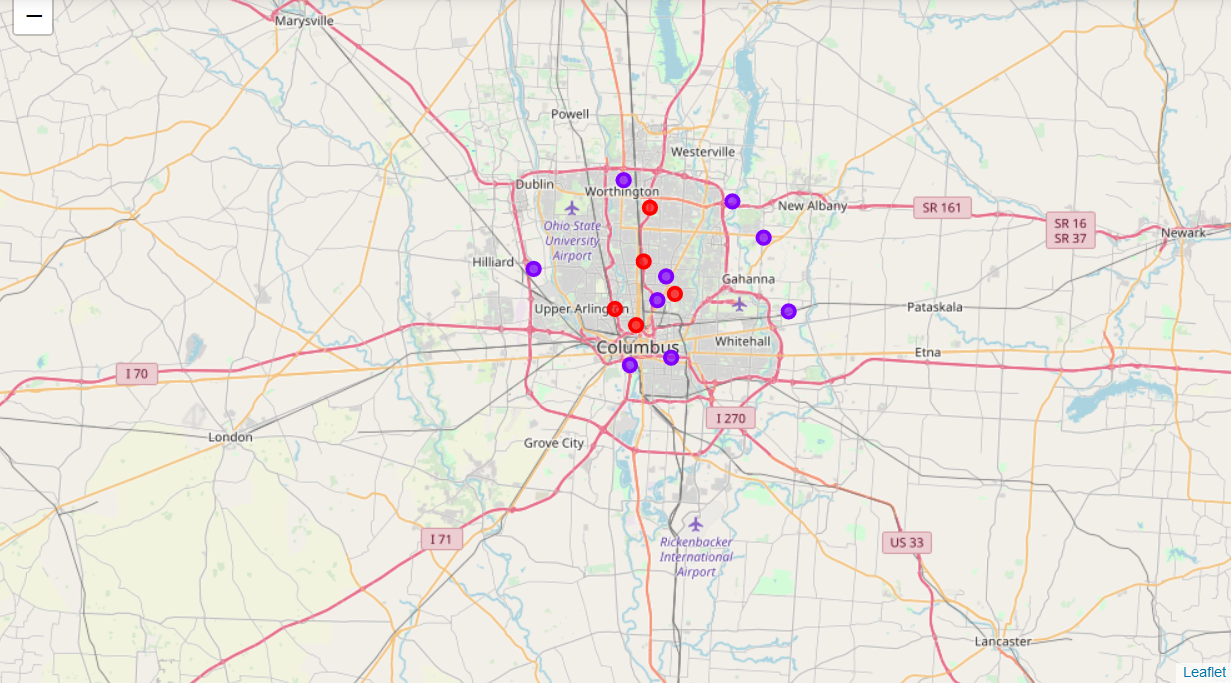 −
Marysville
Powell
Westerville
Dublin
Worthington
New Albany
SR 161
SR 16
SR 37
Newark
Ohio State
University
Airport
Hilliard
Gahanna
Upper Arlington
Pataskala
Columbus
Whitehall
Etna
I 70
I 270
London
Grove City
I 71
Rickenbacker
International
Airport
US 33
Lancaster
Leaflet